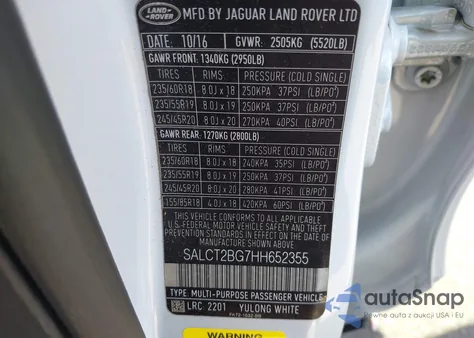 LAND-ROVER
MFD BY JAGUAR LAND ROVER LTD
DATE: 10/16 GVWR: 2505KG (5520LB)
GAWR FRONT: 1340KG (2950LB)
TIRES RIMS PRESSURE (COLD SINGLE)
235/60R18 8.0J x 18 250KPA 37PSI (LB/PO²)
235/55R19 8.0J x 19 250KPA 37PSI (LB/PO²)
245/45R20 8.0J x 20 270KPA 40PSI (LB/PO²)
GAWR REAR: 1270KG (2800LB)
TIRES RIMS PRESSURE (COLD SINGLE)
235/60R18 8.0J x 18 240KPA 35PSI (LB/PO²)
235/55R19 8.0J x 19 250KPA 37PSI (LB/PO²)
245/45R20 8.0J x 20 280KPA 41PSI (LB/PO²)
155/85R18 4.0J x 18 420KPA 60PSI (LB/PO²)
THIS VEHICLE CONFORMS TO ALL APPLICABLE
U.S.-FEDERAL MOTOR VEHICLE SAFETY AND THEFT
PREVENTION STANDARDS IN EFFECT ON THE DATE
OF MANUFACTURE SHOWN ABOVE.
SALCT2BG7HH652355
TYPE: MULTI-PURPOSE PASSENGER VEHICLE
LRC: 2201 YULONG WHITE
WARNING
autoSnap
www.autosnap.cr